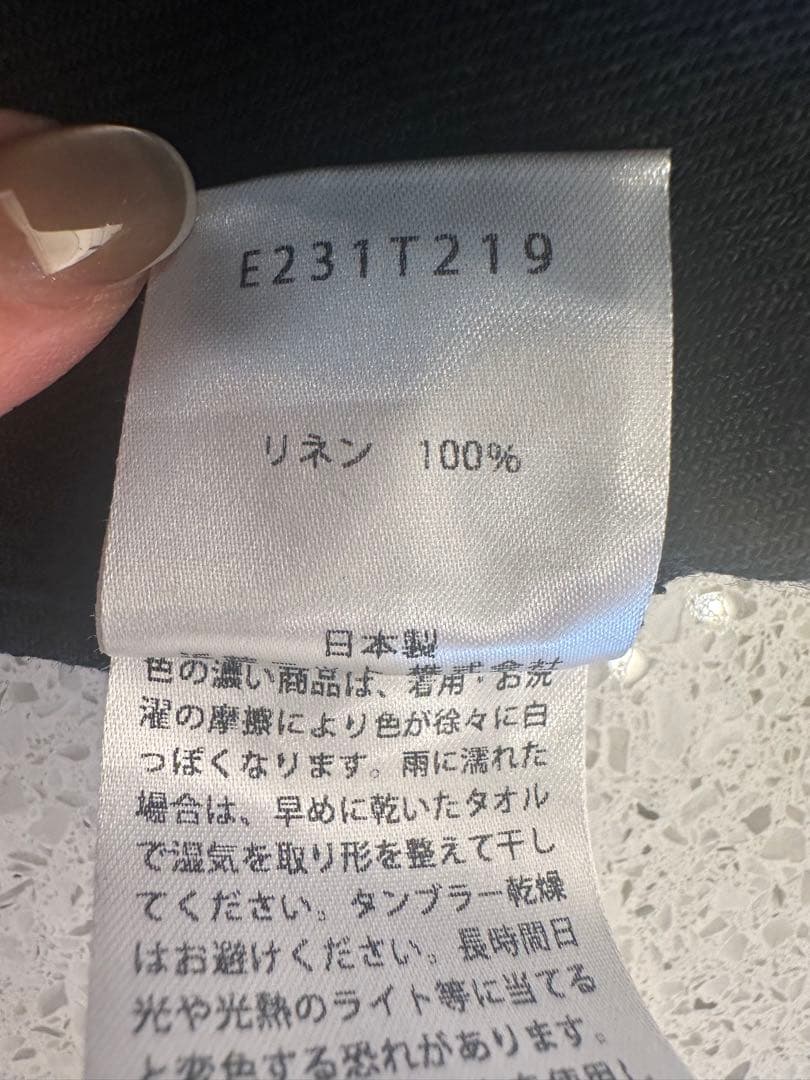 E231T219
リネン 100%
日本製
色の濃い商品は、着用・お洗
濯の摩擦により色が徐々に白
っぽくなります。雨に濡れた
場合は、早めに乾いたタオル
で湿気を取り形を整えて干し
てください。タンブラー乾燥
はお避けください。長時間日
光や光熱のライト等に当てる
と変色する恐れがあります。
使用し